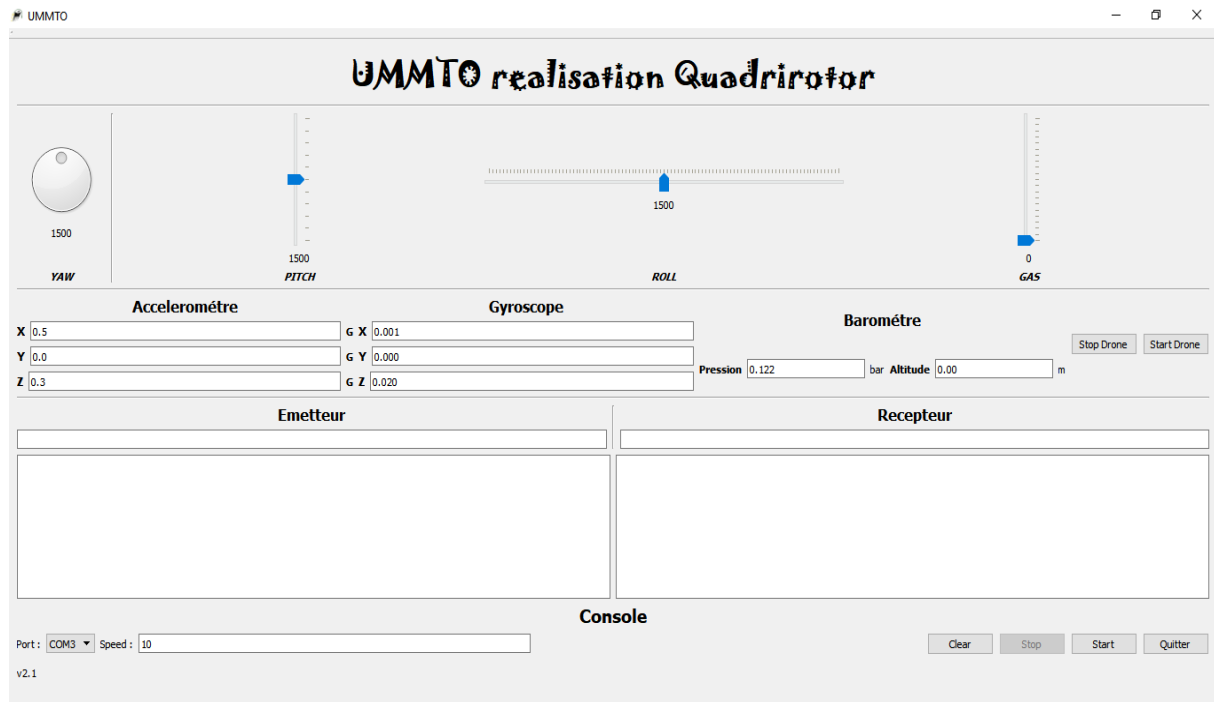 UMMTO
UMMTO realisation Quadrirotor
1500
YAW
1500
PITCH
1500
ROLL
0
GAS
Accelerométre
X 0.5 G
Y 0.0 G
Z 0.3 G
Gyroscope
X 0.001
Y 0.000
Z 0.020
Barométre
Pression 0.122 bar Altitude 0.00 m
Stop Drone Start Drone
Emetteur
Recepteur
Console
Port : COM3 Speed : 10 Clear Stop Start Quitter
v2.1